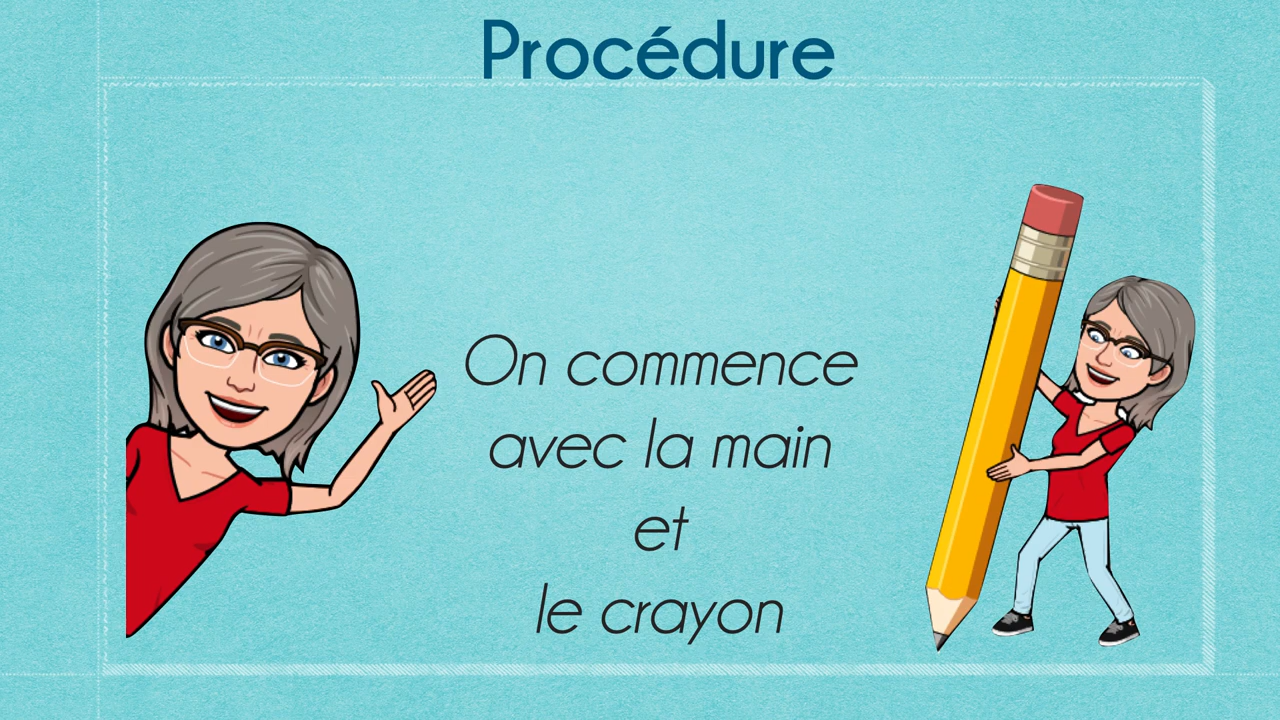 Procédure
On commence
avec la main
et
le crayon